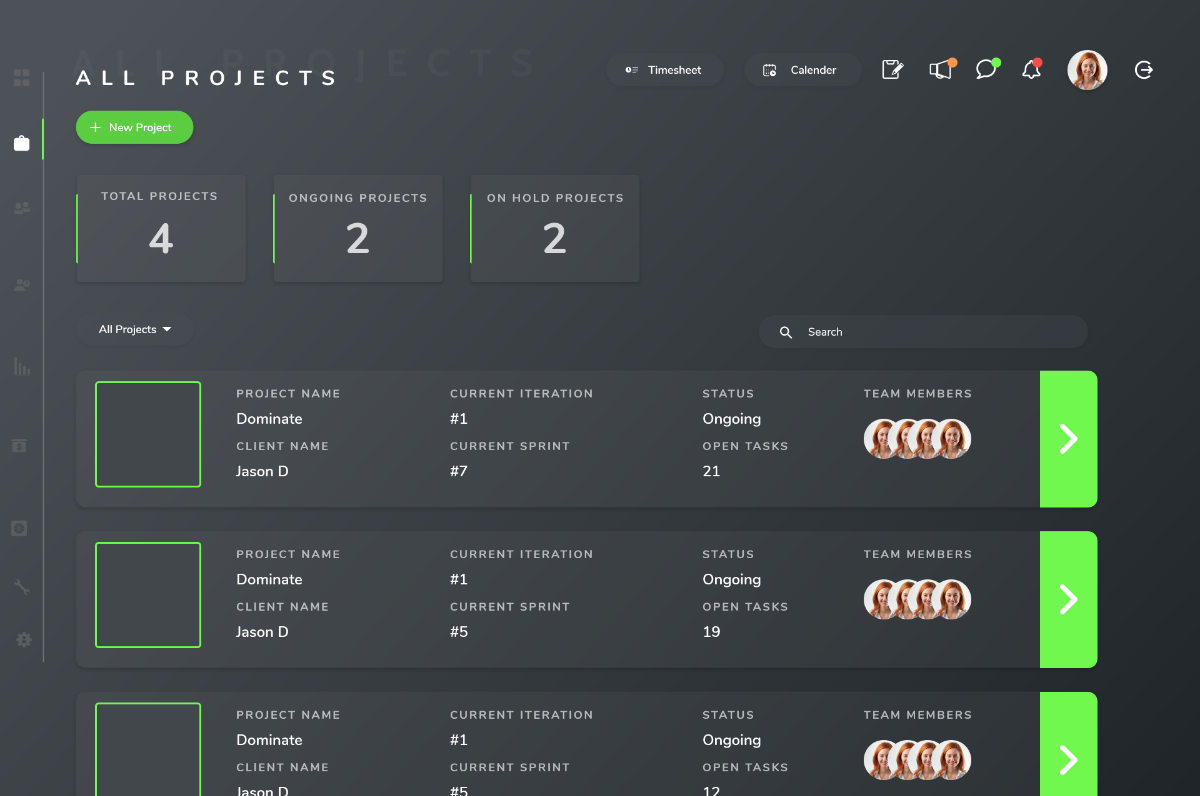 ALL PROJECTS
ALL PROJECTS
Timesheet
Calender
+ New Project
TOTAL PROJECTS
4
ONGOING PROJECTS
2
ON HOLD PROJECTS
2
All Projects
Search
PROJECT NAME CURRENT ITERATION STATUS TEAM MEMBERS
Dominate #1 Ongoing
CLIENT NAME CURRENT SPRINT OPEN TASKS
Jason D #7 21
PROJECT NAME CURRENT ITERATION STATUS TEAM MEMBERS
Dominate #1 Ongoing
CLIENT NAME CURRENT SPRINT OPEN TASKS
Jason D #5 19
PROJECT NAME CURRENT ITERATION STATUS TEAM MEMBERS
Dominate #1 Ongoing
CLIENT NAME CURRENT SPRINT OPEN TASKS
Jason D #5 12